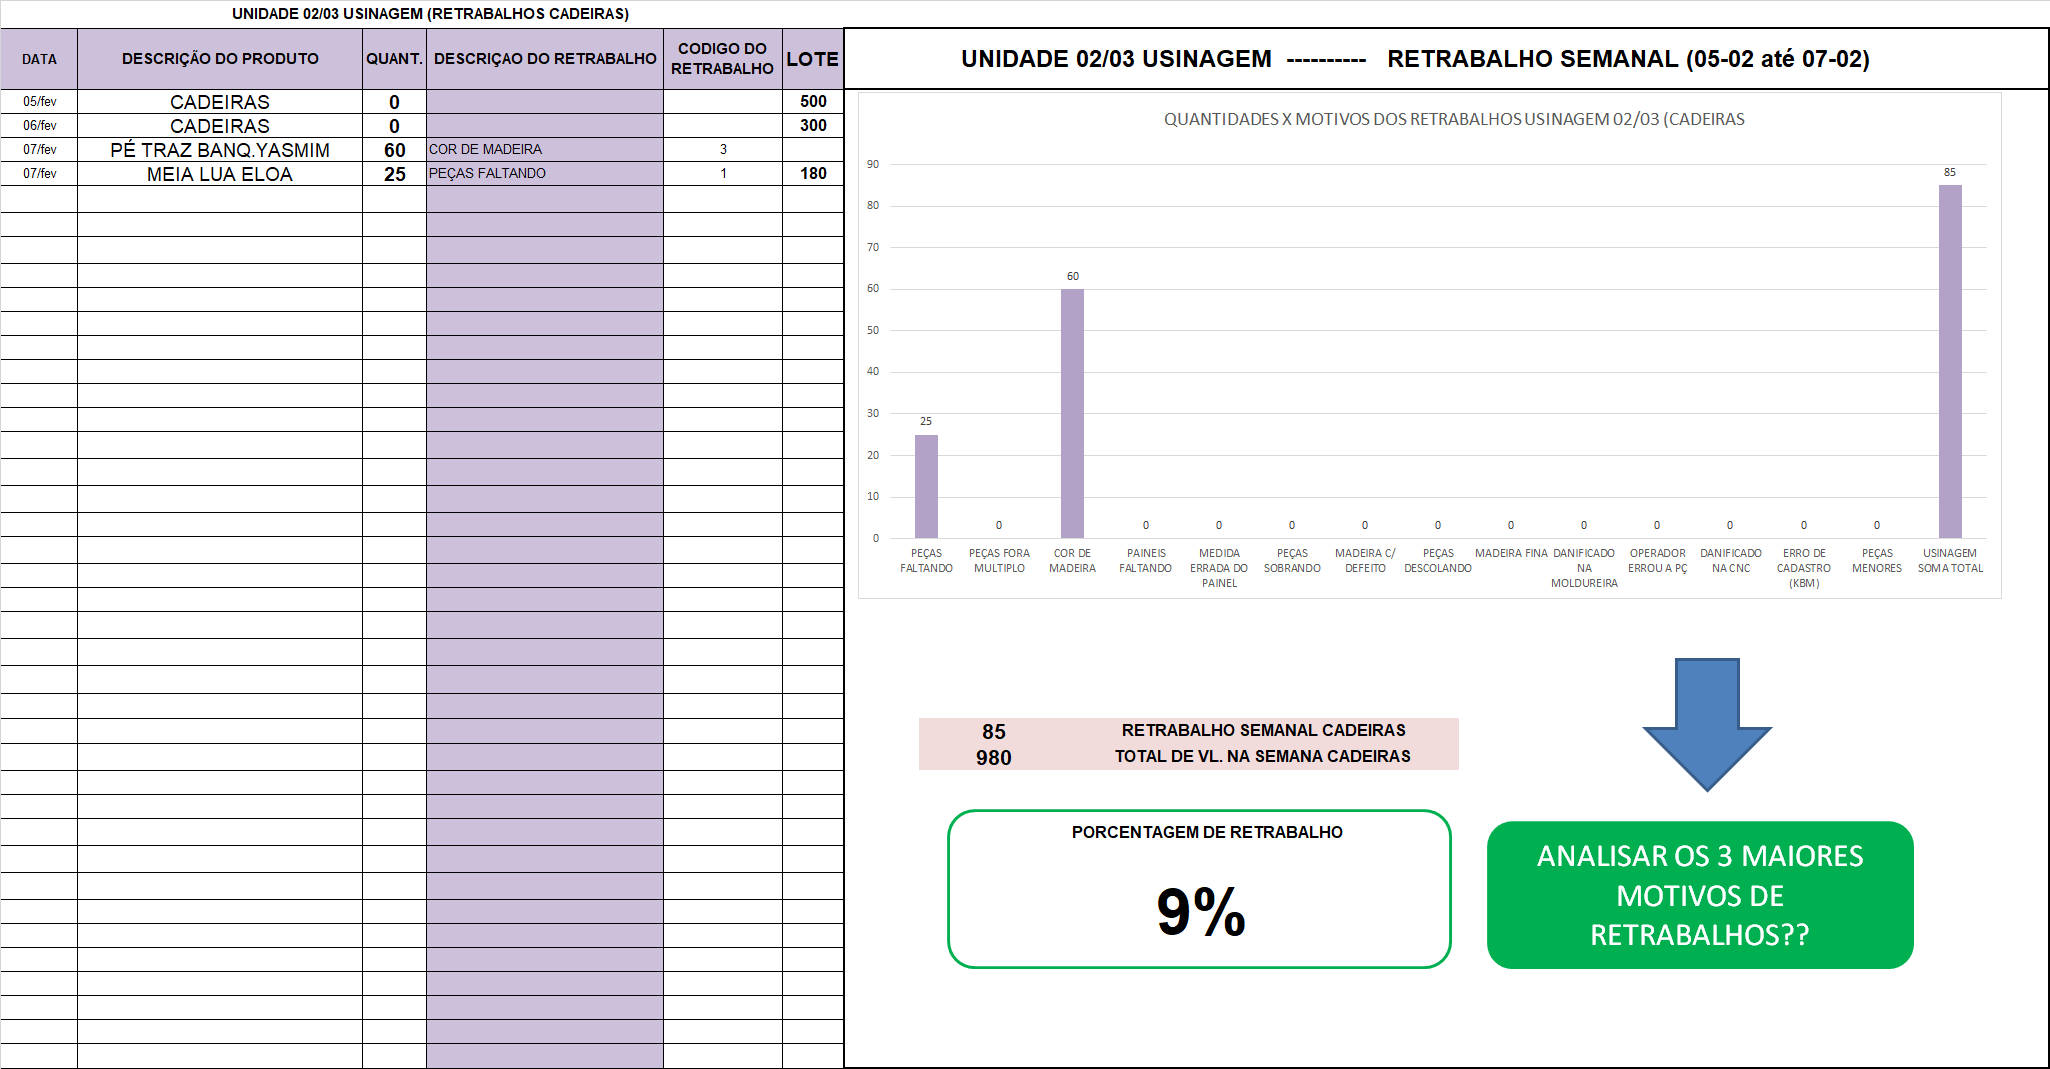 UNIDADE 02/03 USINAGEM (RETRABALHOS CADEIRAS)
DATA DESCRIÇÃO DO PRODUTO QUANT. DESCRIÇAO DO RETRABALHO CODIGO DO RETRABALHO LOTE
05/fev CADEIRAS 0 500
06/fev CADEIRAS 0 300
07/fev PÉ TRAZ BANQ.YASMIM 60 COR DE MADEIRA 3
07/fev MEIA LUA ELOA 25 PEÇAS FALTANDO 1 180
UNIDADE 02/03 USINAGEM ---------- RETRABALHO SEMANAL (05-02 até 07-02)
QUANTIDADES X MOTIVOS DOS RETRABALHOS USINAGEM 02/03 (CADEIRAS
90
80
70
60
50
40
30
20
10
0
25
0
60
0
0
0
0
0
0
0
0
0
0
0
85
PEÇAS
FALTANDO
PEÇAS FORA
MULTIPLO
COR DE
MADEIRA
PAINEIS
FALTANDO
MEDIDA
ERRADA DO
PAINEL
PEÇAS
SOBRANDO
MADEIRA C/
DEFEITO
PEÇAS
DESCOLANDO
MADEIRA FINA
DANIFICADO
NA
MOLDUREIRA
OPERADOR
ERROU A PÇ
DANIFICADO
NA CNC
ERRO DE
CADASTRO
(KBM)
PEÇAS
MENORES
USINAGEM
SOMA TOTAL
85 RETRABALHO SEMANAL CADEIRAS
980 TOTAL DE VL. NA SEMANA CADEIRAS
PORCENTAGEM DE RETRABALHO
9%
ANALISAR OS 3 MAIORES
MOTIVOS DE
RETRABALHOS??